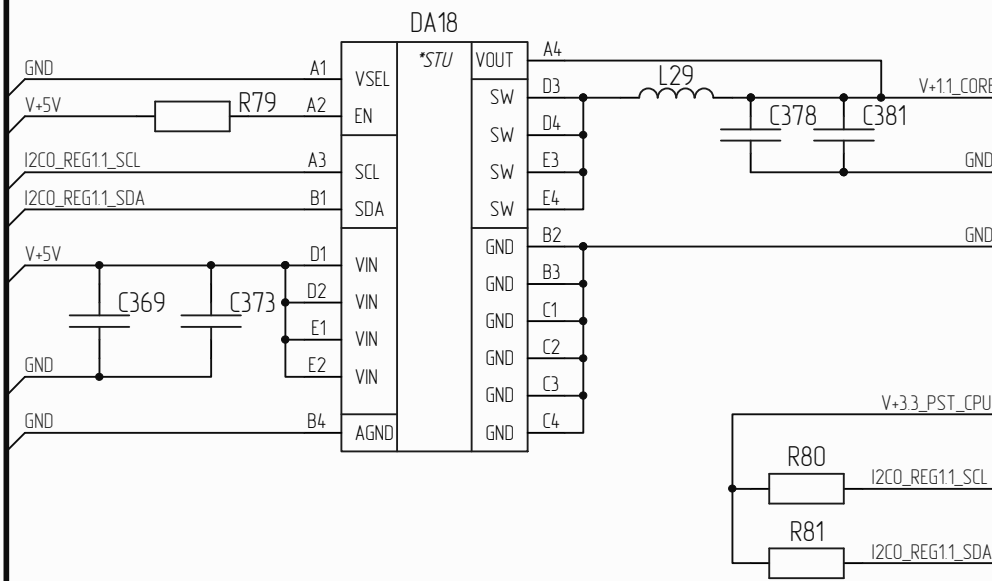 DA18
*STU
GND A1 VSEL VOUT A4
V+5V R79 A2 EN SW D3 L29 V+1.1_CORE
SW D4 C378 C381
I2C0_REG1.1_SCL A3 SCL SW E3 GND
I2C0_REG1.1_SDA B1 SDA SW E4
V+5V D1 VIN GND B2 GND
C369 C373 D2 VIN GND B3
E1 VIN GND C1
GND E2 VIN GND C2
GND C3
GND B4 AGND GND C4
V+3.3_PST_CPU
R80 I2C0_REG1.1_SCL
R81 I2C0_REG1.1_SDA